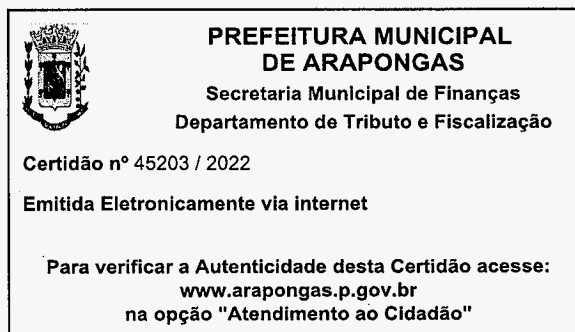 PREFEITURA MUNICIPAL
DE ARAPONGAS
Secretaria Municipal de Finanças
Departamento de Tributo e Fiscalização
Certidão nº 45203 / 2022
Emitida Eletronicamente via internet
Para verificar a Autenticidade desta Certidão acesse:
www.arapongas.p.gov.br
na opção "Atendimento ao Cidadão"